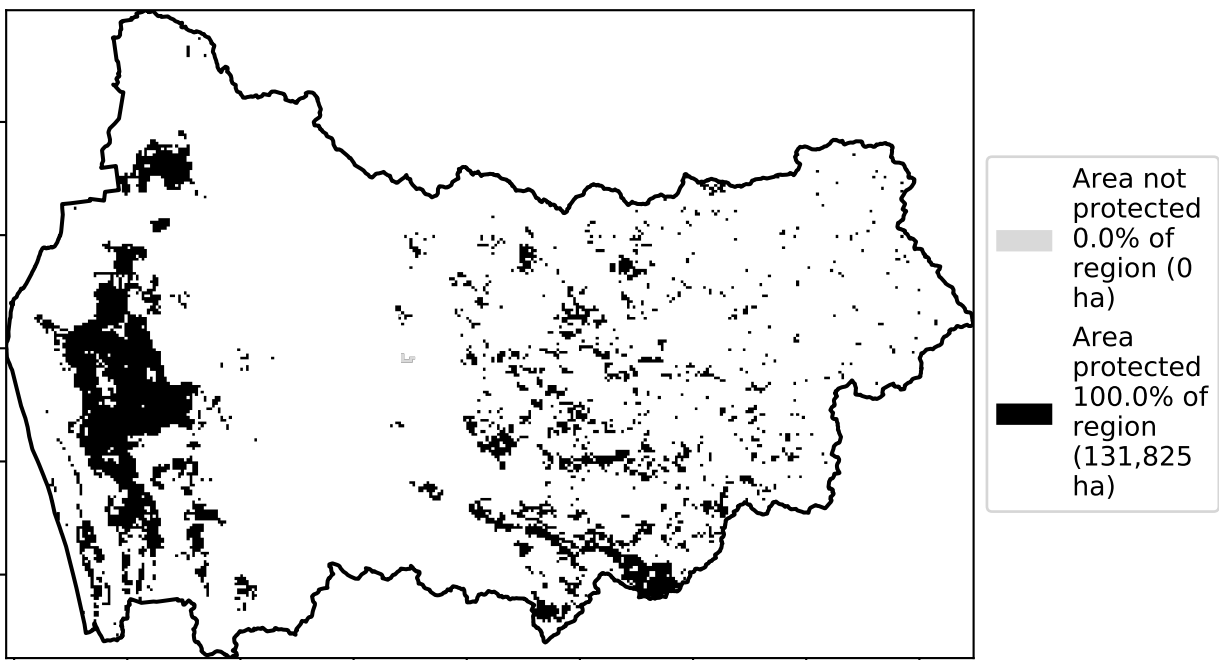 Area not
protected
0.0% of
region (0
ha)
Area
protected
100.0% of
region
(131,825
ha)